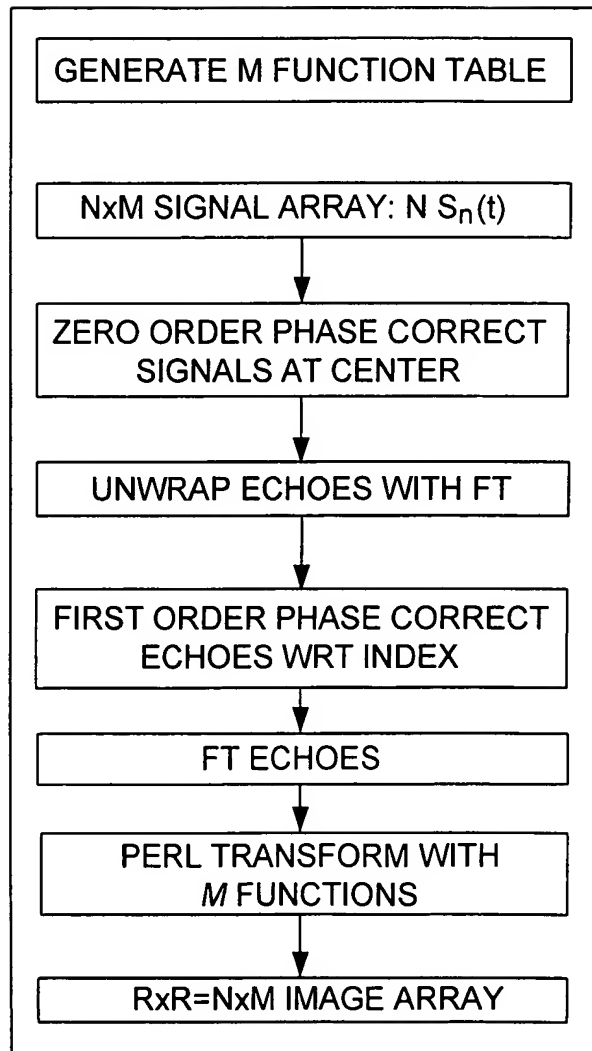 GENERATE M FUNCTION TABLE
NxM SIGNAL ARRAY: N Sn(t)
ZERO ORDER PHASE CORRECT
SIGNALS AT CENTER
UNWRAP ECHOES WITH FT
FIRST ORDER PHASE CORRECT
ECHOES WRT INDEX
FT ECHOES
PERL TRANSFORM WITH
M FUNCTIONS
RxR=NxM IMAGE ARRAY